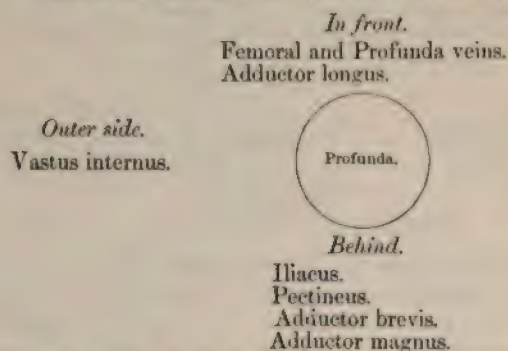 In front.
Femoral and Profunda veins.
Adductor longus.
Outer side.
Vastus internus.
Profunda.
Behind.
Iliacus.
Pectineus.
Adductor brevis.
Adductor magnus.